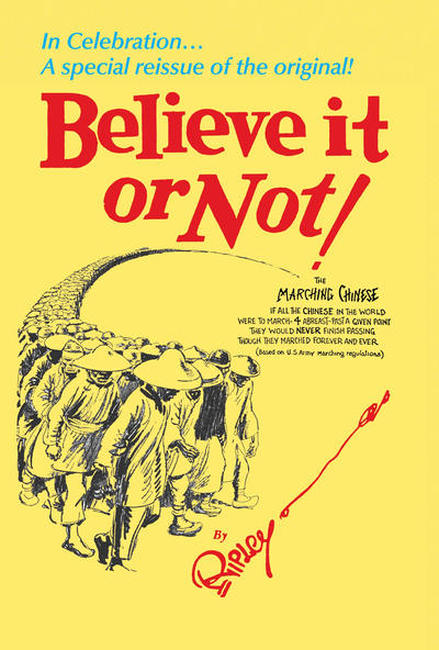 In Celebration...
A special reissue of the original!
Believe it
or Not!
THE
MARCHING CHINESE
IF ALL THE CHINESE IN THE WORLD
WERE TO MARCH-4 ABREAST-PAST A GIVEN POINT
THEY WOULD NEVER FINISH PASSING
THOUGH THEY MARCHED FOREVER AND EVER
(Based on U.S. Army marching regulations)
By
Ripley